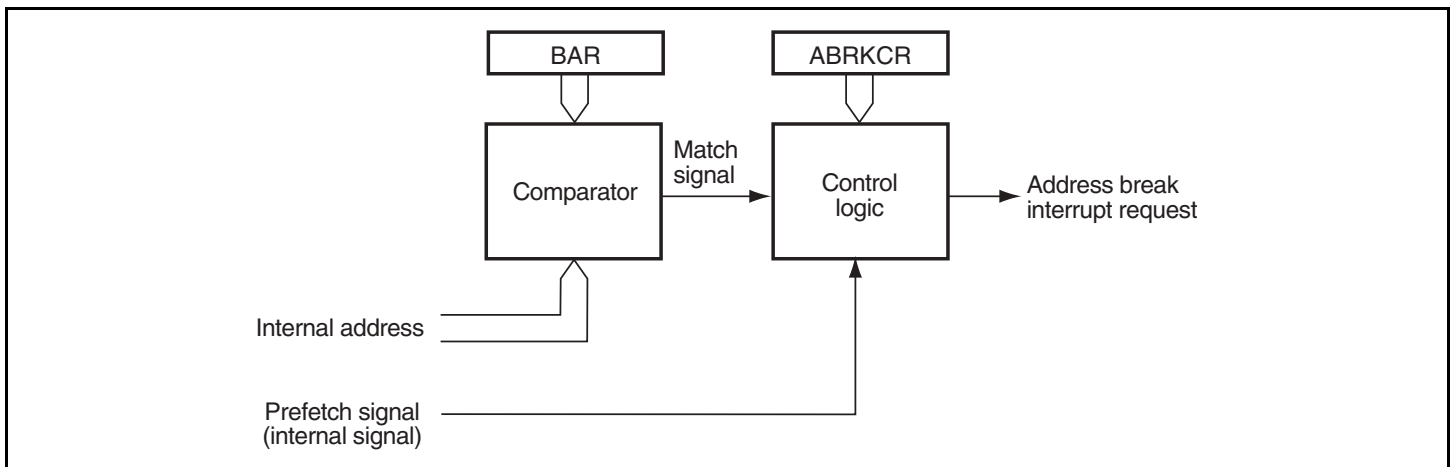 BAR
ABRKCR
Comparator
Match
signal
Control
logic
Address break
interrupt request
Internal address
Prefetch signal
(internal signal)